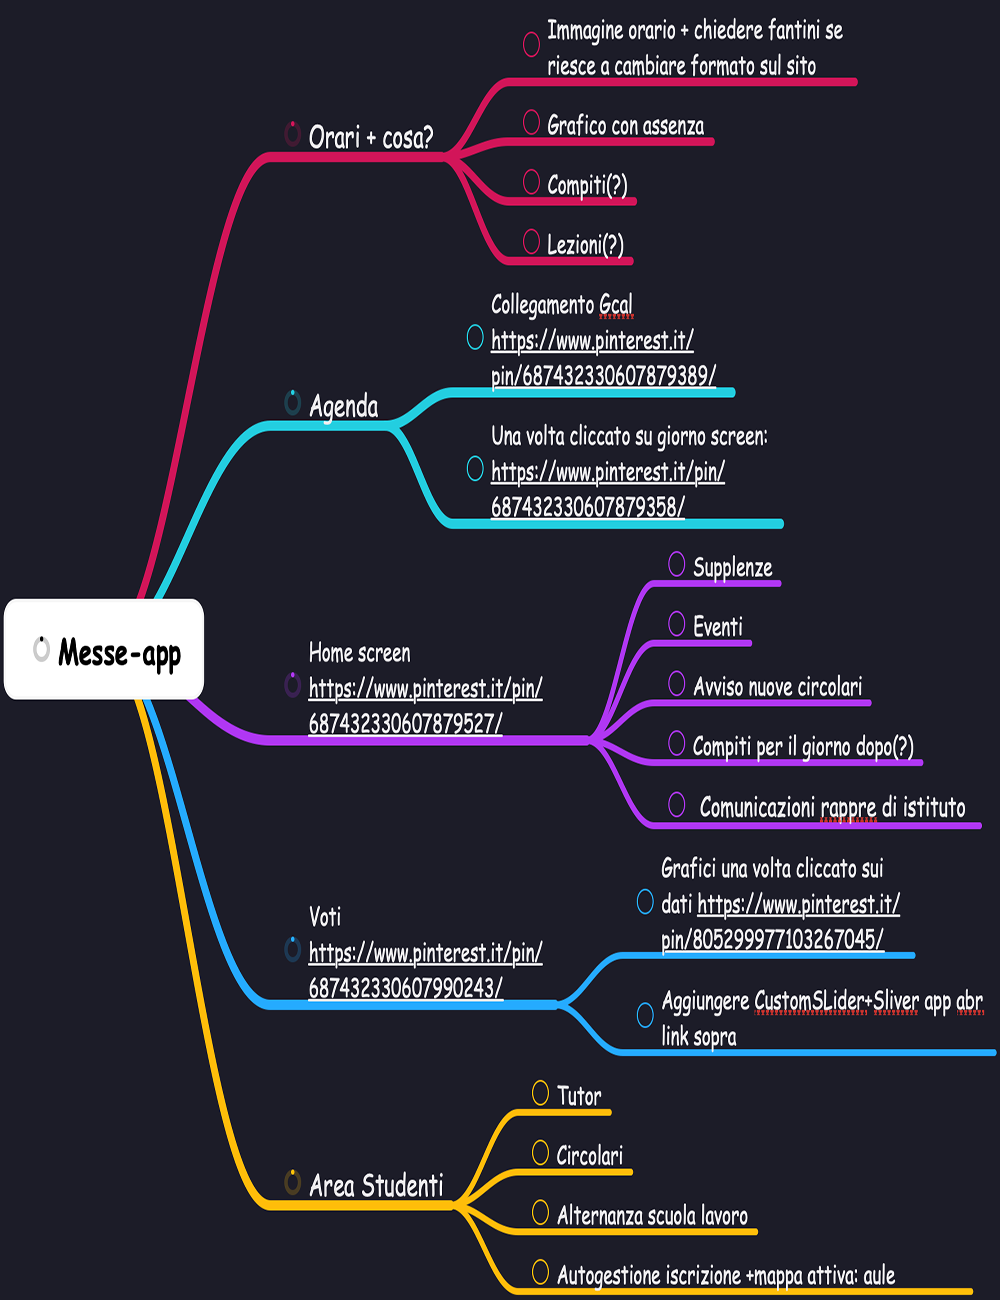 Immagine orario + chiedere fantini se
riesce a cambiare formato sul sito
Orari + cosa?
Grafico con assenza
Compiti(?)
Lezioni(?)
Collegamento Gcal
https://www.pinterest.it/
pin/687432330607879389/
Agenda
Una volta cliccato su giorno screen:
https://www.pinterest.it/pin/
687432330607879358/
Messe-app
Home screen
https://www.pinterest.it/pin/
687432330607879527/
Supplenze
Eventi
Avviso nuove circolari
Compiti per il giorno dopo(?)
Comunicazioni rappre di istituto
Voti
https://www.pinterest.it/pin/
687432330607990243/
Grafici una volta cliccato sui
dati https://www.pinterest.it/
pin/805299977103267045/
Aggiungere CustomSLider+Sliver app abr
link sopra
Area Studenti
Tutor
Circolari
Alternanza scuola lavoro
Autogestione iscrizione +mappa attiva: aule